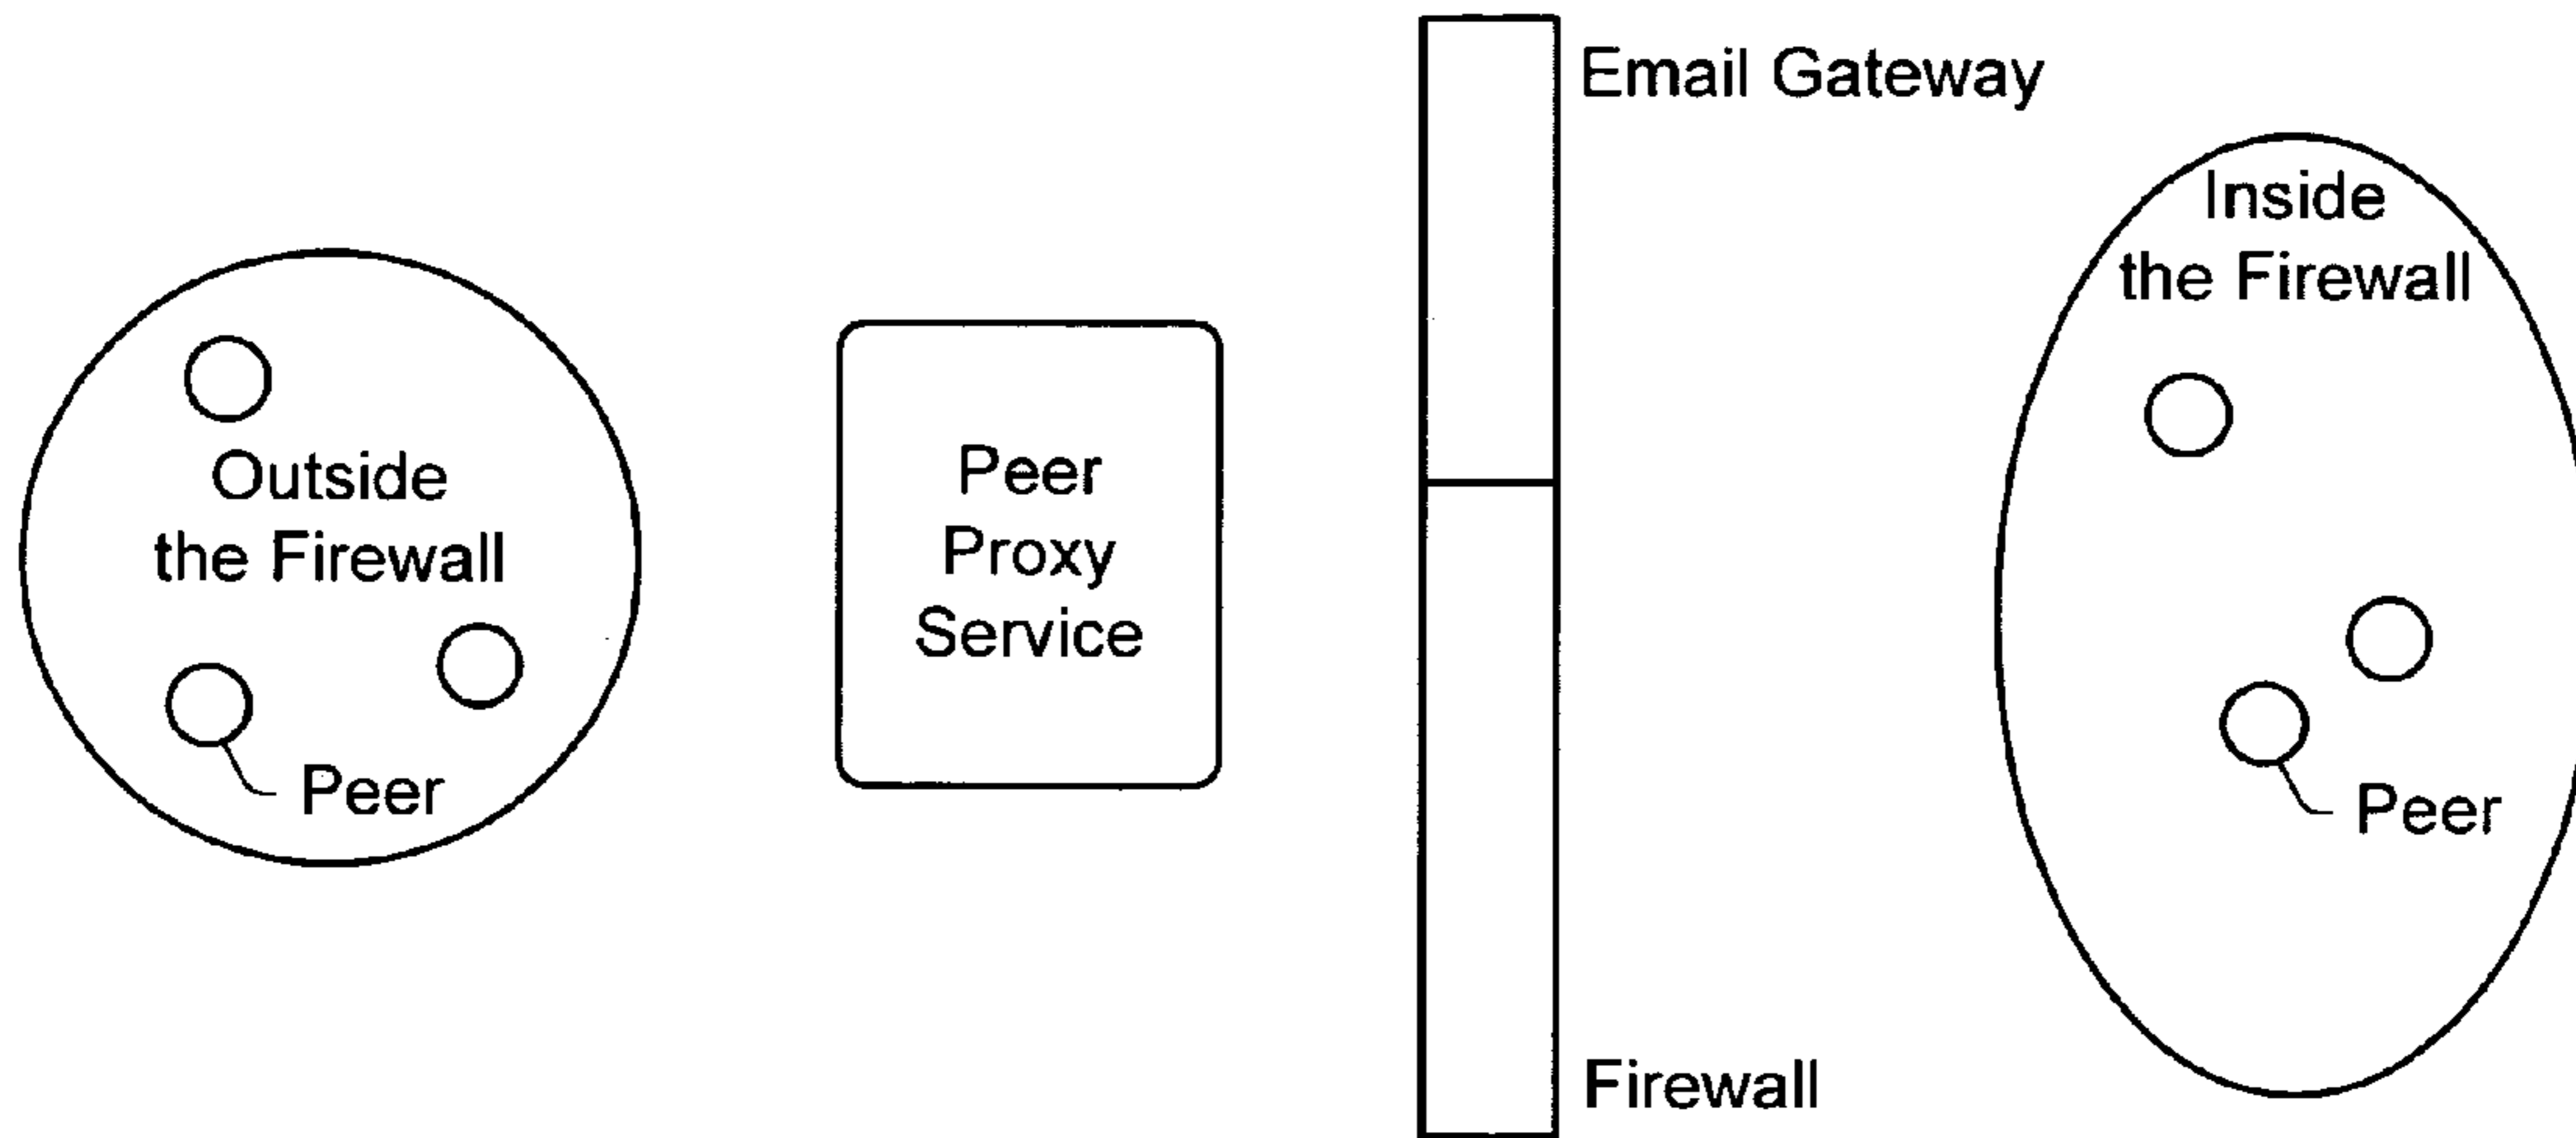 Outside
the Firewall
Peer
Peer
Proxy
Service
Email Gateway
Firewall
Inside
the Firewall
Peer